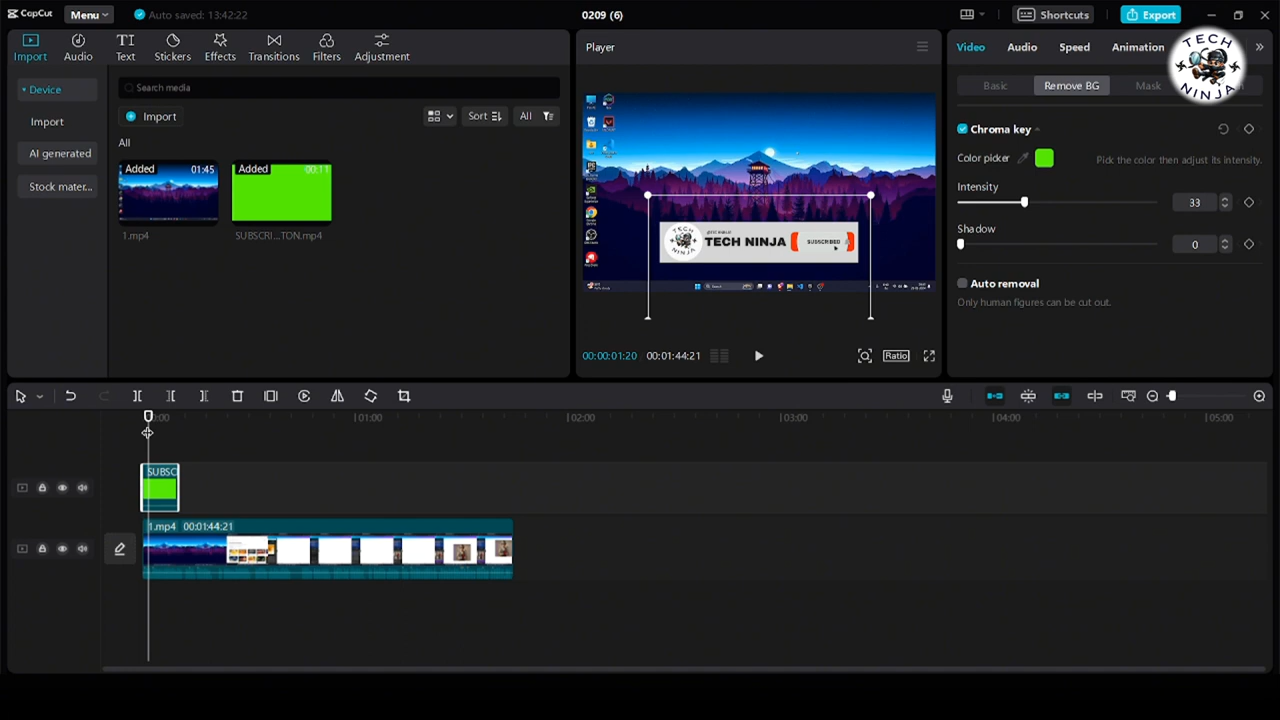 CapCut Menu Auto saved: 13:42:22 0209 (6) Shortcuts Export
Import Audio Text Stickers Effects Transitions Filters Adjustment
Device
Import
AI generated
Stock mater...
Search media
Import Sort All
All
Added 01:45 Added 00:11
1.mp4 SUBSCRI...TON.mp4
Player
TECH NINJA SUBSCRIBED
00:00:01:20 00:01:44:21 Ratio
Video Audio Speed Animation
TECH
NINJA
Basic Remove BG Mask
Chroma key
Color picker Pick the color then adjust its intensity.
Intensity
33
Shadow
0
Auto removal
Only human figures can be cut out.
01:00 02:00 03:00 04:00 05:00
SUBSC
1.mp4 00:01:44:21